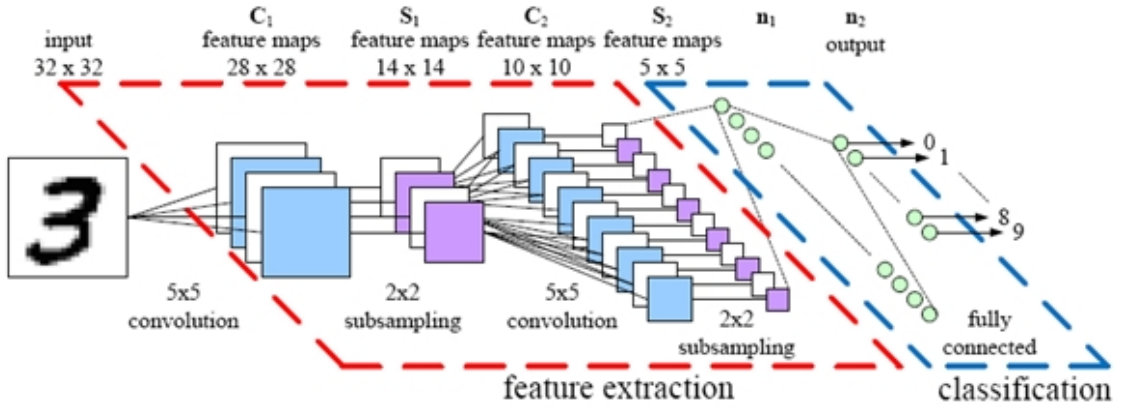 input
32 x 32
C₁
feature maps
28 x 28
S₁
feature maps
14 x 14
C₂
feature maps
10 x 10
S₂
feature maps
5 x 5
n₁
n₂
output
3
0
1
8
9
5x5
convolution
2x2
subsampling
5x5
convolution
2x2
subsampling
fully
connected
feature extraction
classification